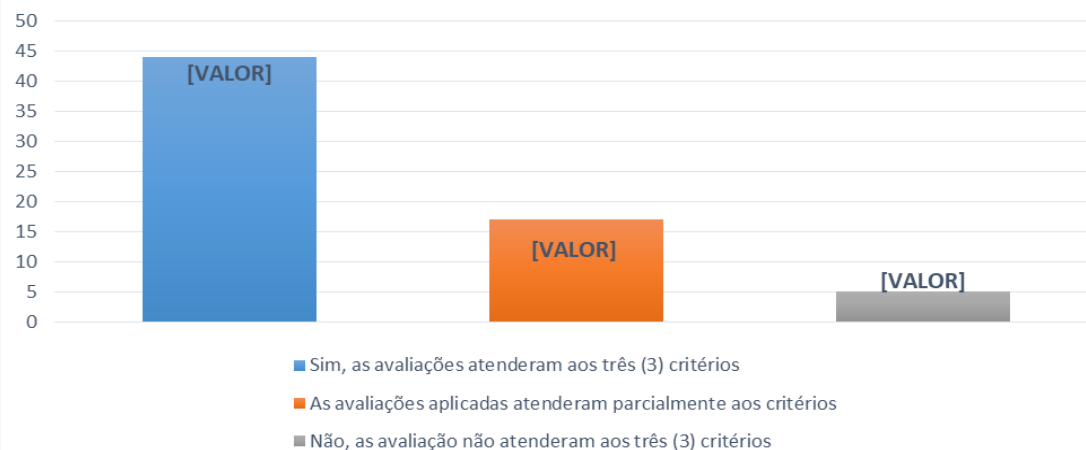 50
45
40
35
30
25
20
15
10
5
0
[VALOR]
[VALOR]
[VALOR]
Sim, as avaliações atenderam aos três (3) critérios
As avaliações aplicadas atenderam parcialmente aos critérios
Não, as avaliação não atenderam aos três (3) critérios